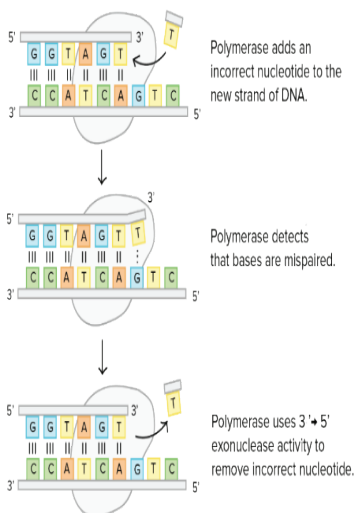 T
5' 3'
G G T A G T
C C A T C A G T C
3' 5'
Polymerase adds an
incorrect nucleotide to the
new strand of DNA.
3'
5'
G G T A G T T
C C A T C A G T C
3' 5'
Polymerase detects
that bases are mispaired.
T
5' 3'
G G T A G T
C C A T C A G T C
3' 5'
Polymerase uses 3 '→ 5'
exonuclease activity to
remove incorrect nucleotide.